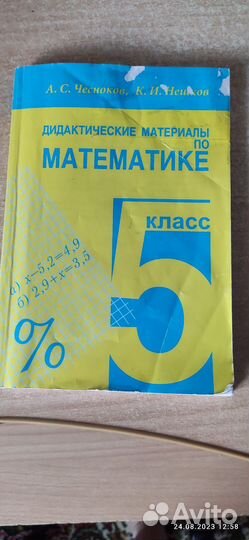 А. С. Чесноков, К. И. Нешков
ДИДАКТИЧЕСКИЕ МАТЕРИАЛЫ
ПО
МАТЕМАТИКЕ
класс
5
а) x−5,2=4,9
б) 2,9+x=3,5
%
Avito
24.08.2023 12:58